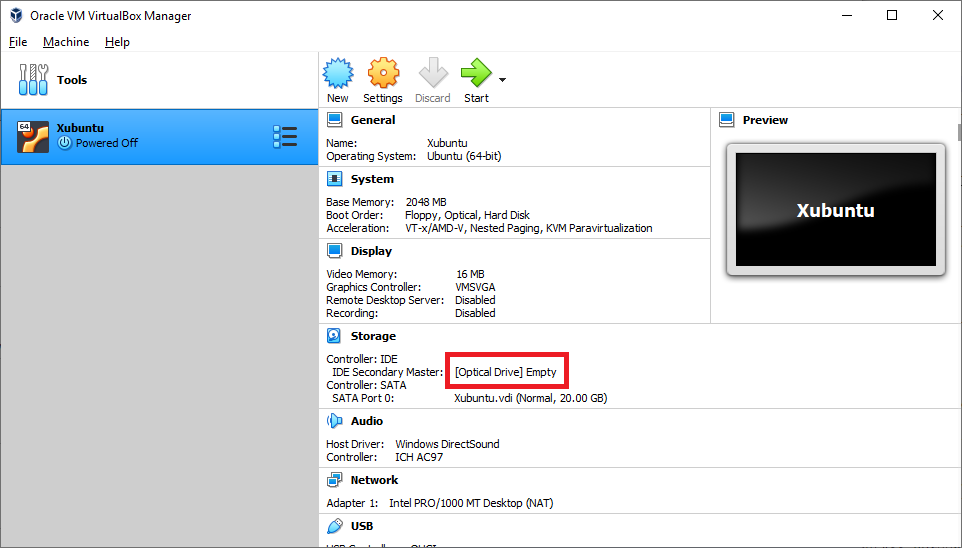 Oracle VM VirtualBox Manager
File Machine Help
Tools
New Settings Discard Start
64
Xubuntu
Powered Off
General
Name: Xubuntu
Operating System: Ubuntu (64-bit)
System
Base Memory: 2048 MB
Boot Order: Floppy, Optical, Hard Disk
Acceleration: VT-x/AMD-V, Nested Paging, KVM Paravirtualization
Display
Video Memory: 16 MB
Graphics Controller: VMSVGA
Remote Desktop Server: Disabled
Recording: Disabled
Preview
Xubuntu
Storage
Controller: IDE
IDE Secondary Master: [Optical Drive] Empty
Controller: SATA
SATA Port 0: Xubuntu.vdi (Normal, 20.00 GB)
Audio
Host Driver: Windows DirectSound
Controller: ICH AC97
Network
Adapter 1: Intel PRO/1000 MT Desktop (NAT)
USB